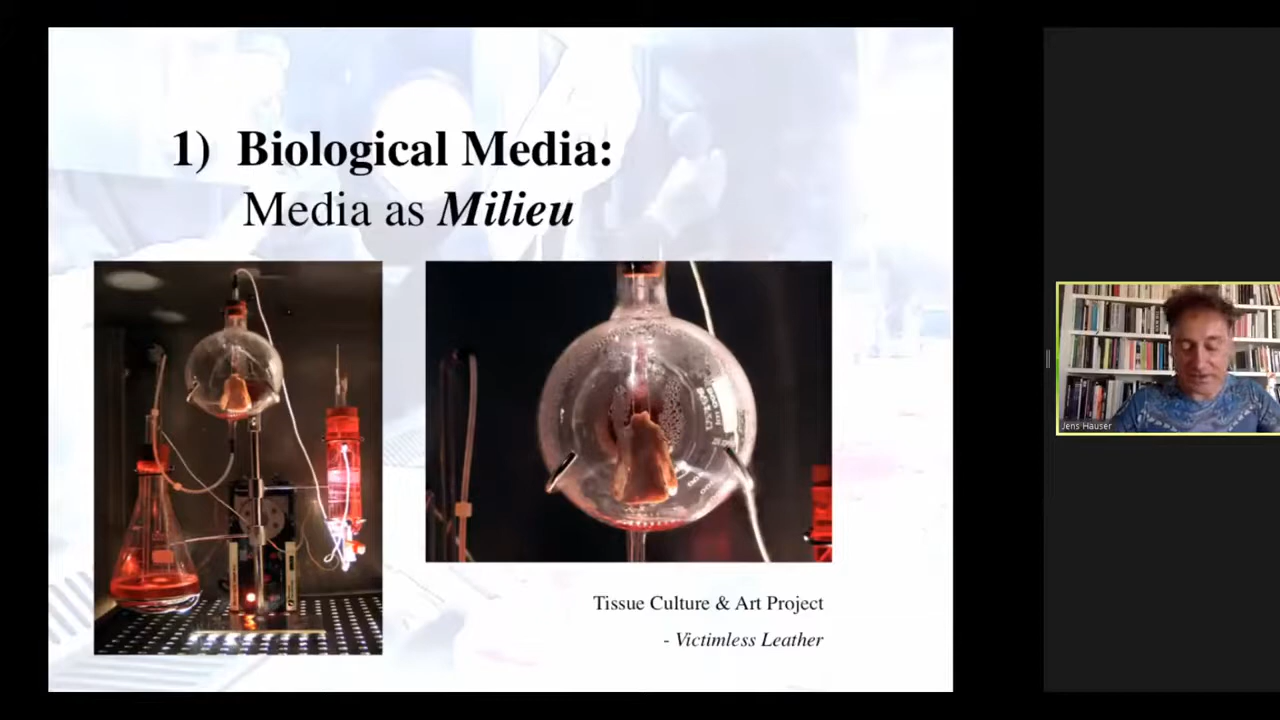 1) Biological Media:
Media as Milieu
Tissue Culture & Art Project
- Victimless Leather
Jens Hauser